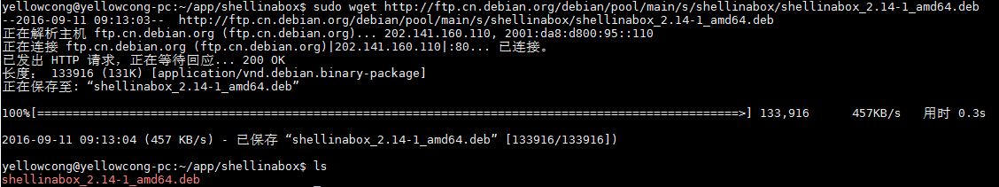 yellowcong@yellowcong-pc:~/app/shellinabox$ sudo wget http://ftp.cn.debian.org/debian/pool/main/s/shellinabox/shellinabox_2.14-1_amd64.deb
--2016-09-11 09:13:03--  http://ftp.cn.debian.org/debian/pool/main/s/shellinabox/shellinabox_2.14-1_amd64.deb
正在解析主机 ftp.cn.debian.org (ftp.cn.debian.org)... 202.141.160.110, 2001:da8:d800:95::110
正在连接 ftp.cn.debian.org (ftp.cn.debian.org)|202.141.160.110|:80... 已连接。
已发出 HTTP 请求，正在等待回应... 200 OK
长度： 133916 (131K) [application/vnd.debian.binary-package]
正在保存至: “shellinabox_2.14-1_amd64.deb”
100%[===================================================================================================>] 133,916      457KB/s   用时 0.3s
2016-09-11 09:13:04 (457 KB/s) - 已保存 “shellinabox_2.14-1_amd64.deb” [133916/133916])
yellowcong@yellowcong-pc:~/app/shellinabox$ ls
shellinabox_2.14-1_amd64.deb